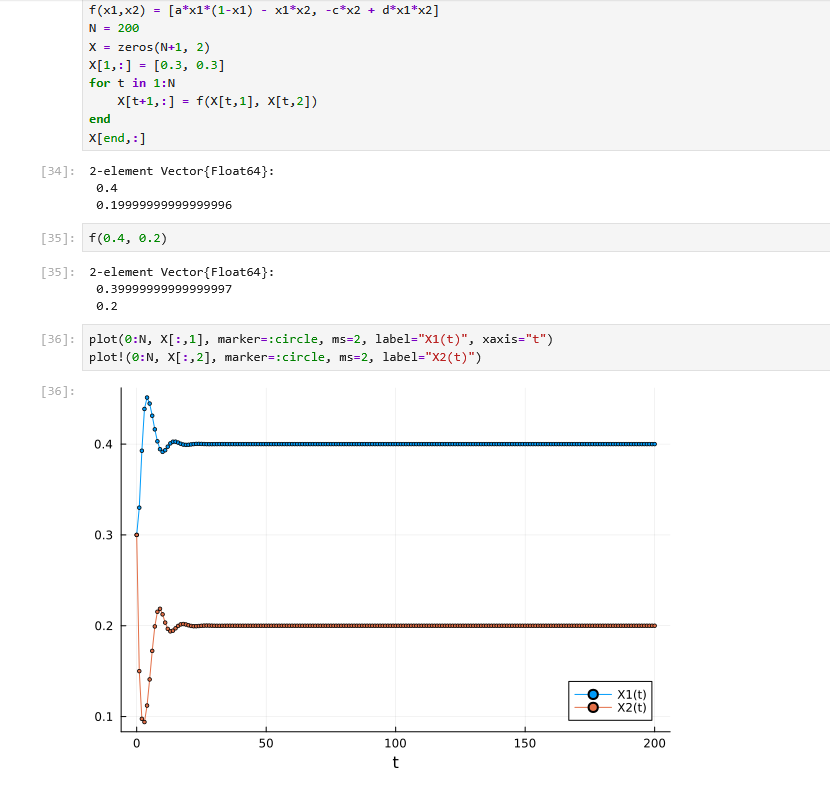 f(x1,x2) = [a*x1*(1-x1) - x1*x2, -c*x2 + d*x1*x2]
N = 200
X = zeros(N+1, 2)
X[1,:] = [0.3, 0.3]
for t in 1:N
    X[t+1,:] = f(X[t,1], X[t,2])
end
X[end,:]
[34]: 2-element Vector{Float64}:
 0.4
 0.19999999999999996
[35]: f(0.4, 0.2)
[35]: 2-element Vector{Float64}:
 0.39999999999999997
 0.2
[36]: plot(0:N, X[:,1], marker=:circle, ms=2, label="X1(t)", xaxis="t")
plot!(0:N, X[:,2], marker=:circle, ms=2, label="X2(t)")
[36]:
0.4
0.3
0.2
0.1
X1(t)
X2(t)
0 50 100 150 200
t